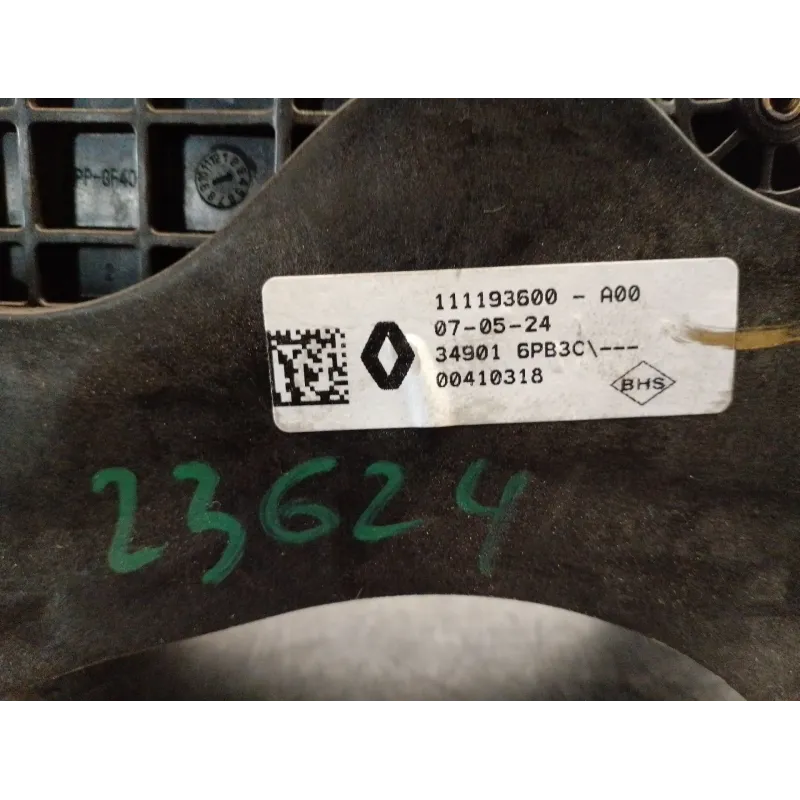 PP-GF40
111193600 - A00
07-05-24
34901 6PB3C\---
00410318
BHS
23624